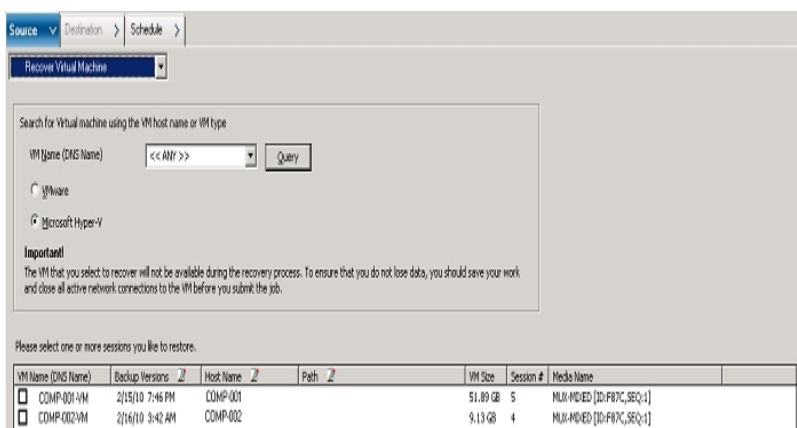 Source Destination Schedule
Recover Virtual Machine
Search for Virtual machine using the VM host name or VM type
VM Name (DNS Name) << ANY >> Query
VMware
Microsoft Hyper-V
Important!
The VM that you select to recover will not be available during the recovery process. To ensure that you do not lose data, you should save your work
and close all active network connections to the VM before you submit the job.
Please select one or more sessions you like to restore.
VM Name (DNS Name) Backup Versions Host Name Path VM Size Session # Media Name
COMP-001-VM 2/15/10 7:46 PM COMP-001 51.89 GB 5 MUX-MIXED [ID:F87C,SEQ:1]
COMP-002-VM 2/16/10 3:42 AM COMP-002 9.13 GB 4 MUX-MIXED [ID:F87C,SEQ:1]